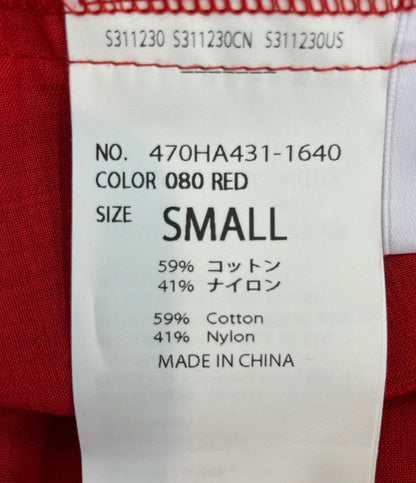 S311230 S311230CN S311230US
NO. 470HA431-1640
COLOR 080 RED
SIZE SMALL
59% コットン
41% ナイロン
59% Cotton
41% Nylon
MADE IN CHINA